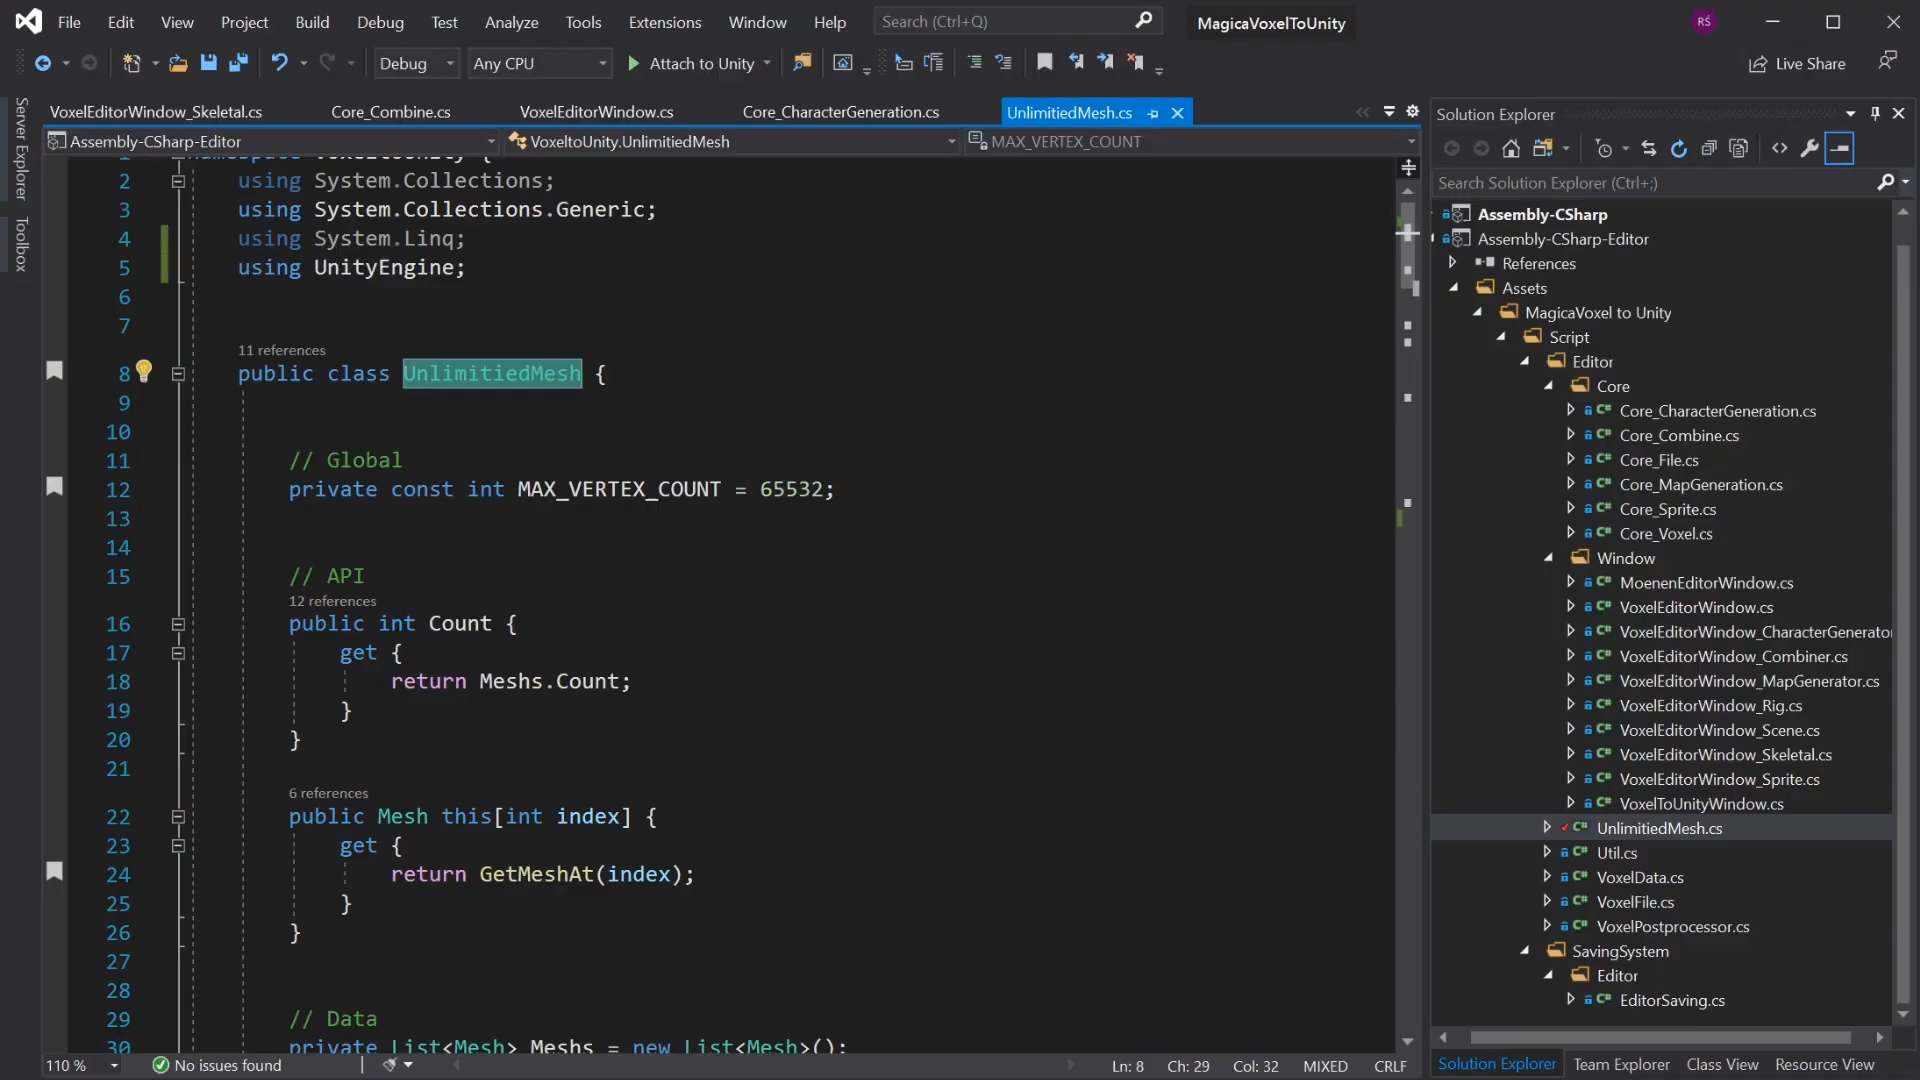 File Edit View Project Build Debug Test Analyze Tools Extensions Window Help Search (Ctrl+Q) MagicaVoxelToUnity RŠ
Debug Any CPU Attach to Unity Live Share
Server Explorer
Toolbox
VoxelEditorWindow_Skeletal.cs Core_Combine.cs VoxelEditorWindow.cs Core_CharacterGeneration.cs UnlimitiedMesh.cs
Assembly-CSharp-Editor VoxeltoUnity.UnlimitiedMesh MAX_VERTEX_COUNT
2 using System.Collections;
3 using System.Collections.Generic;
4 using System.Linq;
5 using UnityEngine;
6
7
11 references
8 public class UnlimitiedMesh {
9
10
11 // Global
12 private const int MAX_VERTEX_COUNT = 65532;
13
14
15 // API
12 references
16 public int Count {
17 get {
18 return Meshs.Count;
19 }
20 }
21
6 references
22 public Mesh this[int index] {
23 get {
24 return GetMeshAt(index);
25 }
26 }
27
28
29 // Data
30 private List<Mesh> Meshs = new List<Mesh>();
110 % No issues found Ln: 8 Ch: 29 Col: 32 MIXED CRLF
Solution Explorer
Search Solution Explorer (Ctrl+;)
Assembly-CSharp
Assembly-CSharp-Editor
References
Assets
MagicaVoxel to Unity
Script
Editor
Core
C# Core_CharacterGeneration.cs
C# Core_Combine.cs
C# Core_File.cs
C# Core_MapGeneration.cs
C# Core_Sprite.cs
C# Core_Voxel.cs
Window
C# MoenenEditorWindow.cs
C# VoxelEditorWindow.cs
C# VoxelEditorWindow_CharacterGenerato
C# VoxelEditorWindow_Combiner.cs
C# VoxelEditorWindow_MapGenerator.cs
C# VoxelEditorWindow_Rig.cs
C# VoxelEditorWindow_Scene.cs
C# VoxelEditorWindow_Skeletal.cs
C# VoxelEditorWindow_Sprite.cs
C# VoxelToUnityWindow.cs
C# UnlimitiedMesh.cs
C# Util.cs
C# VoxelData.cs
C# VoxelFile.cs
C# VoxelPostprocessor.cs
SavingSystem
Editor
C# EditorSaving.cs
Solution Explorer Team Explorer Class View Resource View